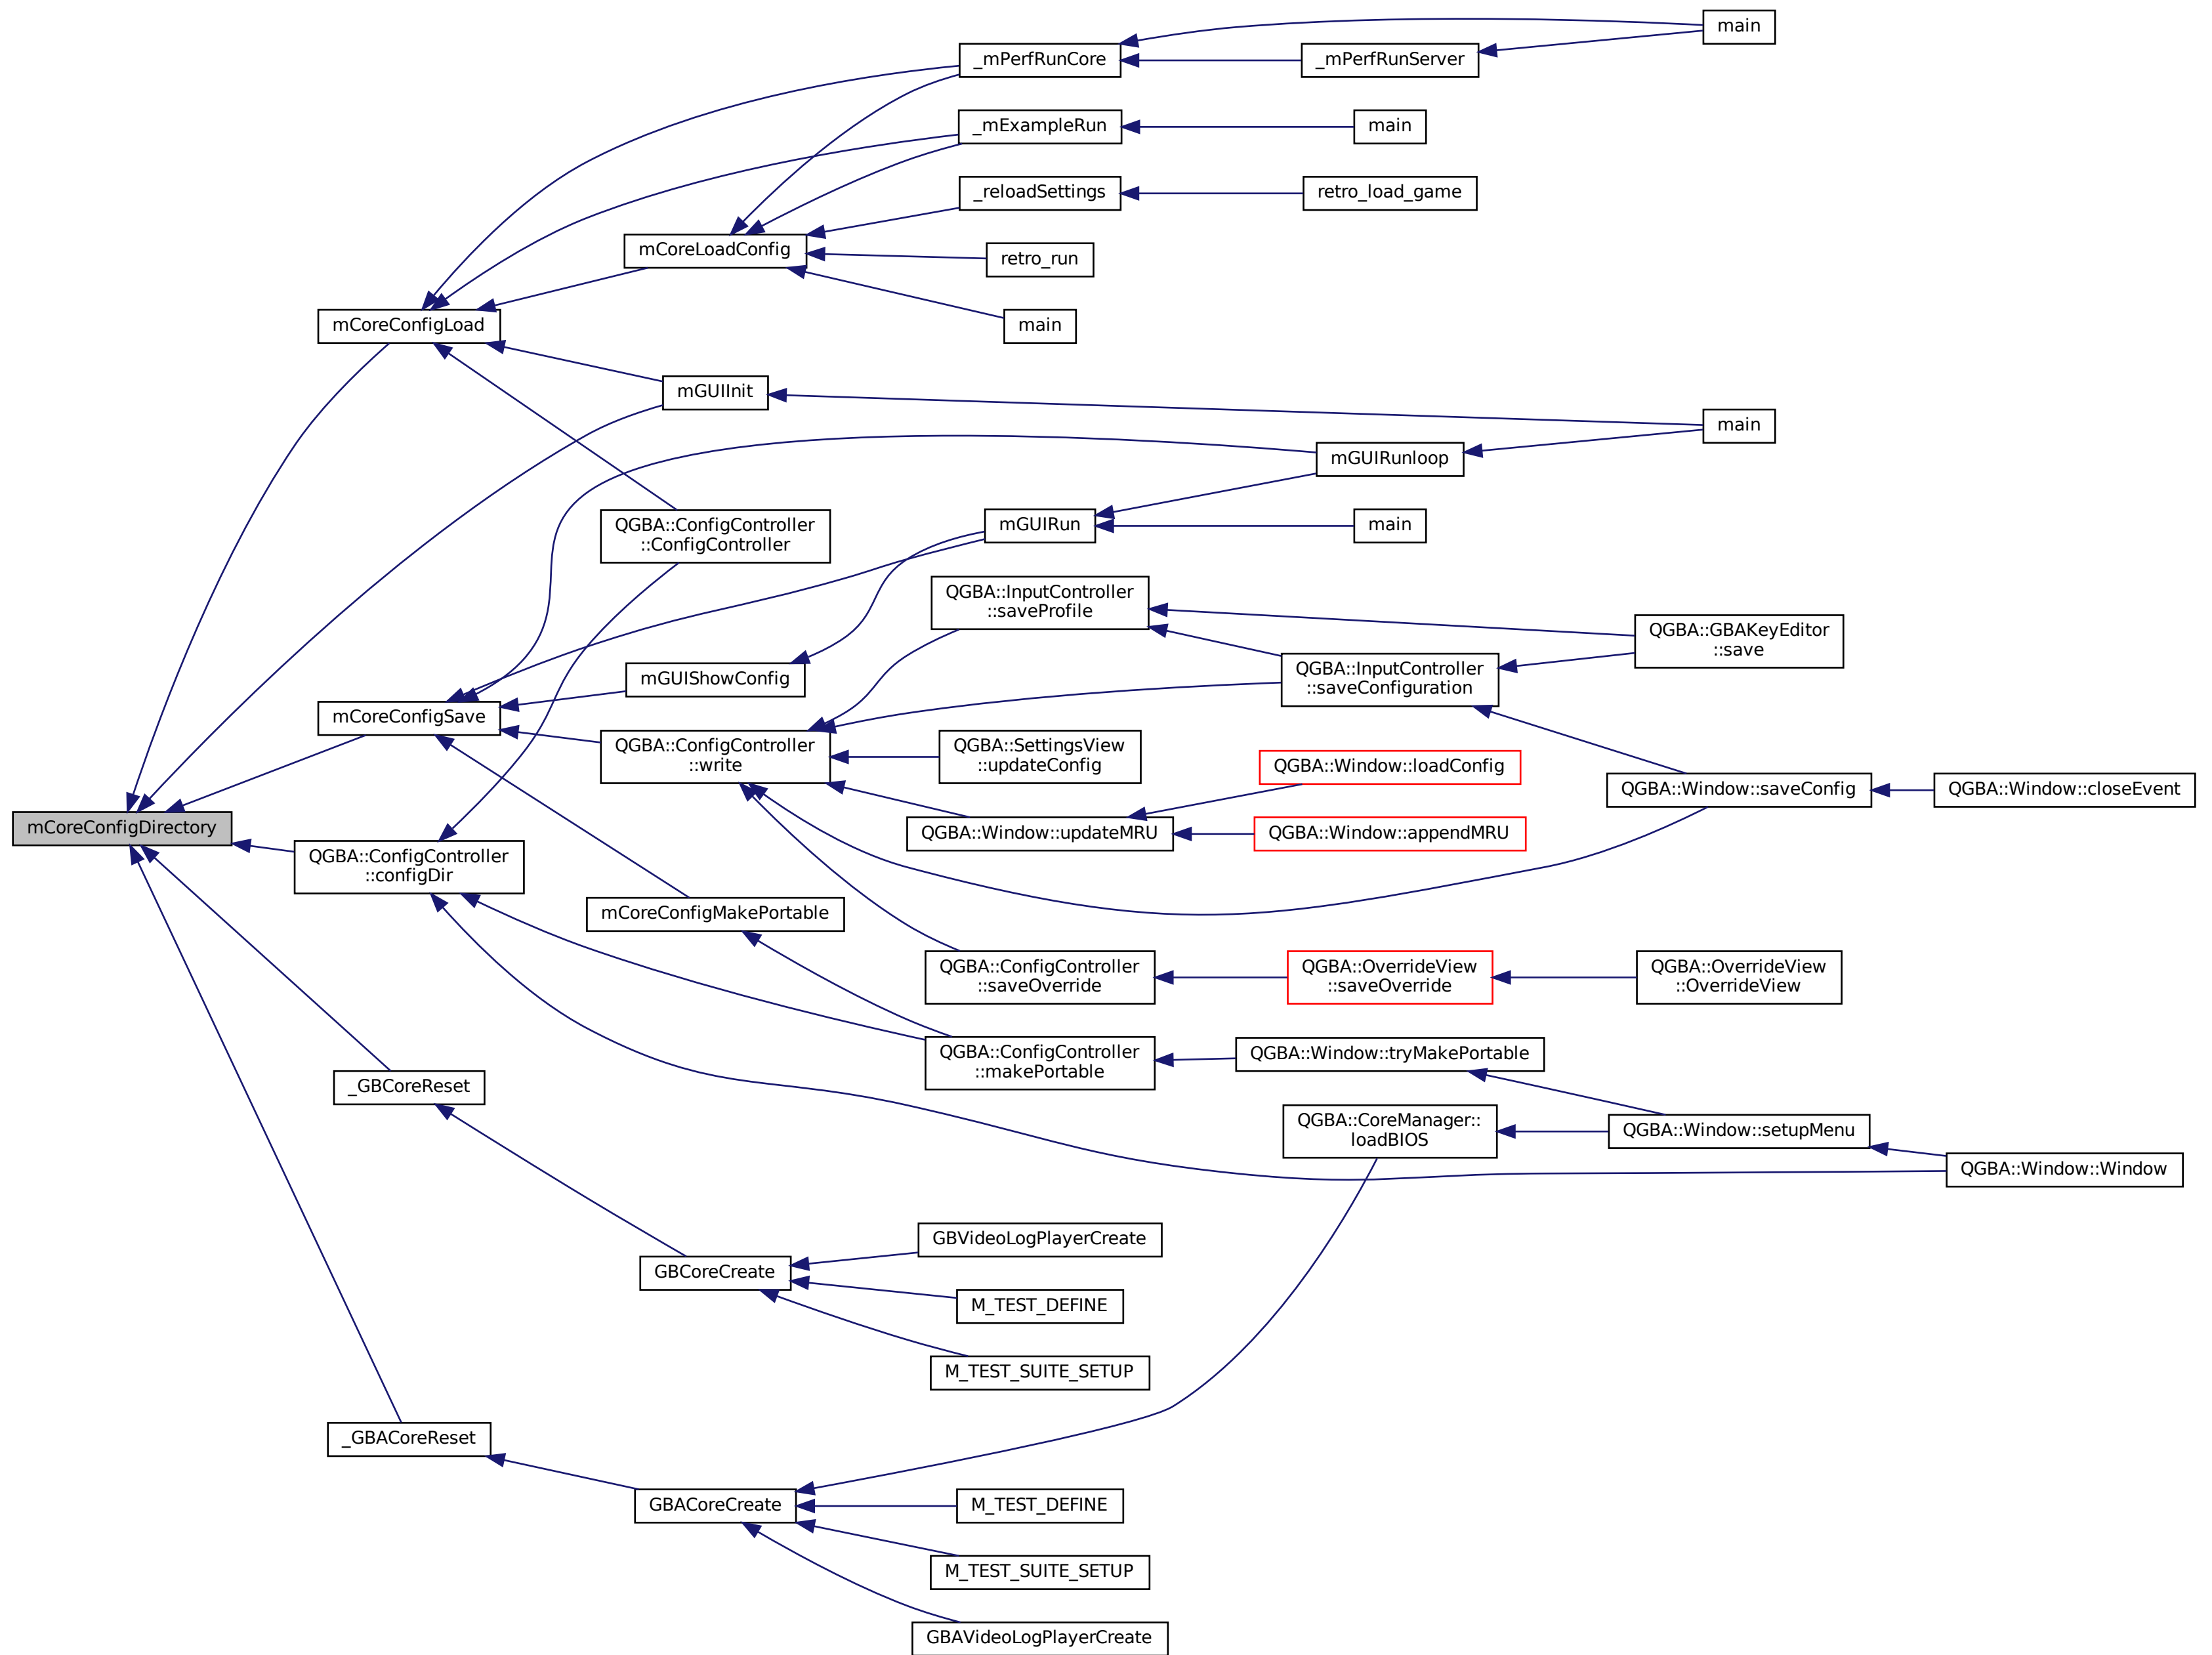 main
_mPerfRunCore
_mPerfRunServer
_mExampleRun
main
_reloadSettings
retro_load_game
mCoreLoadConfig
retro_run
mCoreConfigLoad
main
mGUIInit
main
mGUIRunloop
QGBA::ConfigController
::ConfigController
mGUIRun
main
QGBA::InputController
::saveProfile
QGBA::GBAKeyEditor
::save
mGUIShowConfig
QGBA::InputController
::saveConfiguration
mCoreConfigSave
QGBA::ConfigController
::write
QGBA::SettingsView
::updateConfig
QGBA::Window::loadConfig
QGBA::Window::saveConfig
QGBA::Window::closeEvent
mCoreConfigDirectory
QGBA::Window::updateMRU
QGBA::Window::appendMRU
QGBA::ConfigController
::configDir
mCoreConfigMakePortable
QGBA::ConfigController
::saveOverride
QGBA::OverrideView
::saveOverride
QGBA::OverrideView
::OverrideView
QGBA::ConfigController
::makePortable
QGBA::Window::tryMakePortable
_GBCoreReset
QGBA::CoreManager::
loadBIOS
QGBA::Window::setupMenu
QGBA::Window::Window
GBVideoLogPlayerCreate
GBCoreCreate
M_TEST_DEFINE
M_TEST_SUITE_SETUP
_GBACoreReset
GBACoreCreate
M_TEST_DEFINE
M_TEST_SUITE_SETUP
GBAVideoLogPlayerCreate